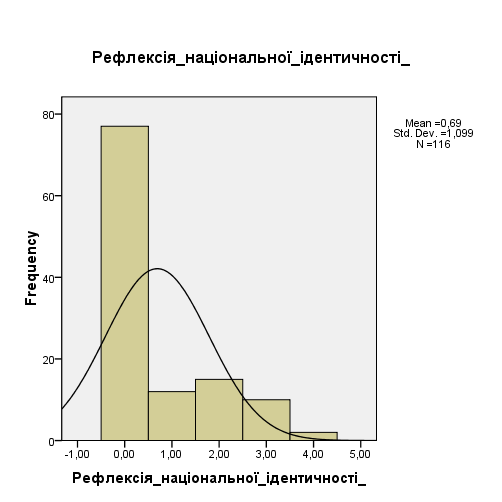 Рефлексія_національної_ідентичності_
Mean =0,69
Std. Dev. =1,099
N =116
Frequency
80
60
40
20
0
-1,00 0,00 1,00 2,00 3,00 4,00 5,00
Рефлексія_національної_ідентичності_